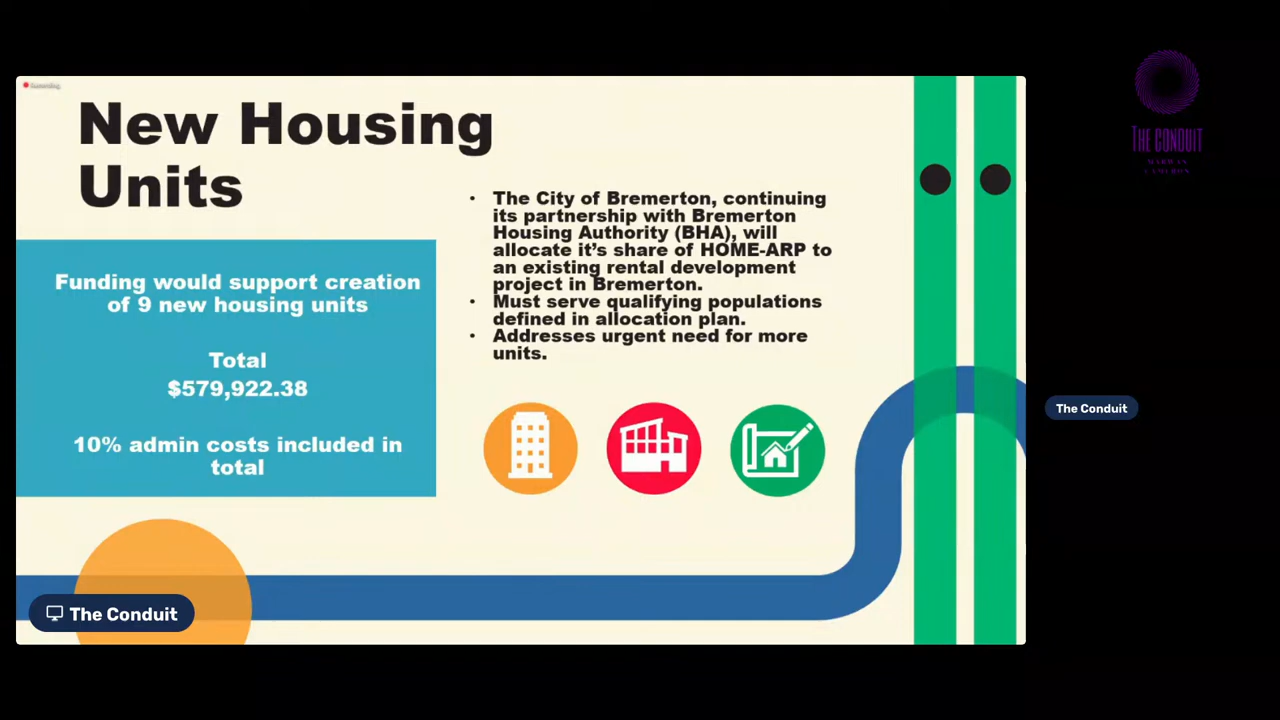 New Housing
Units
Funding would support creation
of 9 new housing units
Total
$579,922.38
10% admin costs included in
total
• The City of Bremerton, continuing
its partnership with Bremerton
Housing Authority (BHA), will
allocate it’s share of HOME-ARP to
an existing rental development
project in Bremerton.
• Must serve qualifying populations
defined in allocation plan.
• Addresses urgent need for more
units.
The Conduit
THE CONDUIT
MARWAN
CAMERON
The Conduit